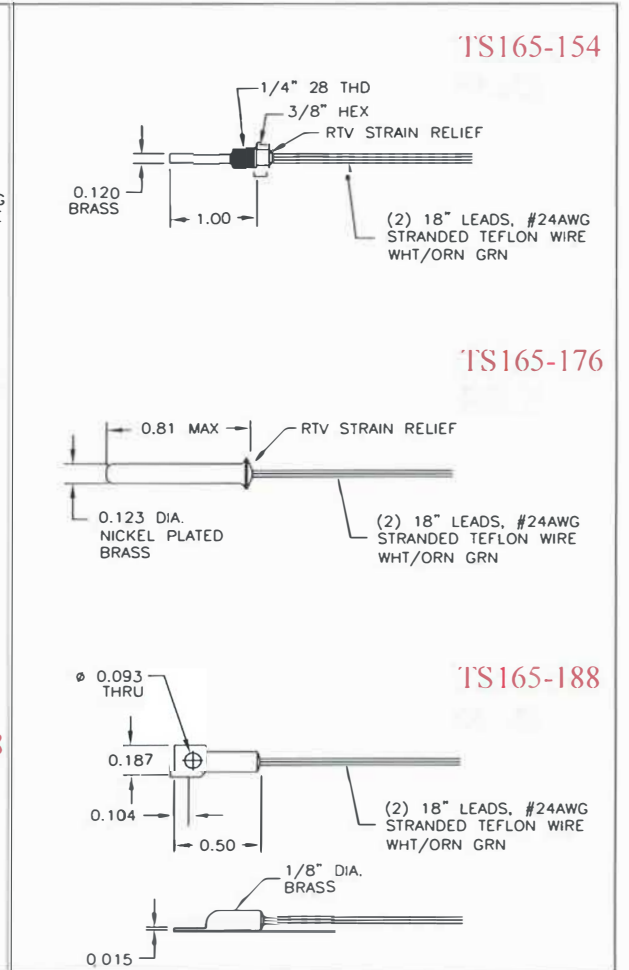 TS165-154
1/4" 28 THD
3/8" HEX
RTV STRAIN RELIEF
0.120
BRASS
1.00
(2) 18" LEADS, #24AWG
STRANDED TEFLON WIRE
WHT/ORN GRN
TS165-176
0.81 MAX
RTV STRAIN RELIEF
0.123 DIA.
NICKEL PLATED
BRASS
(2) 18" LEADS, #24AWG
STRANDED TEFLON WIRE
WHT/ORN GRN
TS165-188
ø 0.093
THRU
0.187
0.104
0.50
(2) 18" LEADS, #24AWG
STRANDED TEFLON WIRE
WHT/ORN GRN
1/8" DIA.
BRASS
0.015